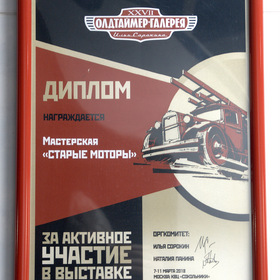 XXVII
ОЛДТАЙМЕР-ГАЛЕРЕЯ
Ильи Сорокина
ДИПЛОМ
НАГРАЖДАЕТСЯ
МАСТЕРСКАЯ
«СТАРЫЕ МОТОРЫ»
ЗА АКТИВНОЕ
УЧАСТИЕ
В ВЫСТАВКЕ
ОРГКОМИТЕТ:
ИЛЬЯ СОРОКИН
НАТАЛИЯ ПАНИНА
7-11 МАРТА 2018
МОСКВА КВЦ «СОКОЛЬНИКИ»